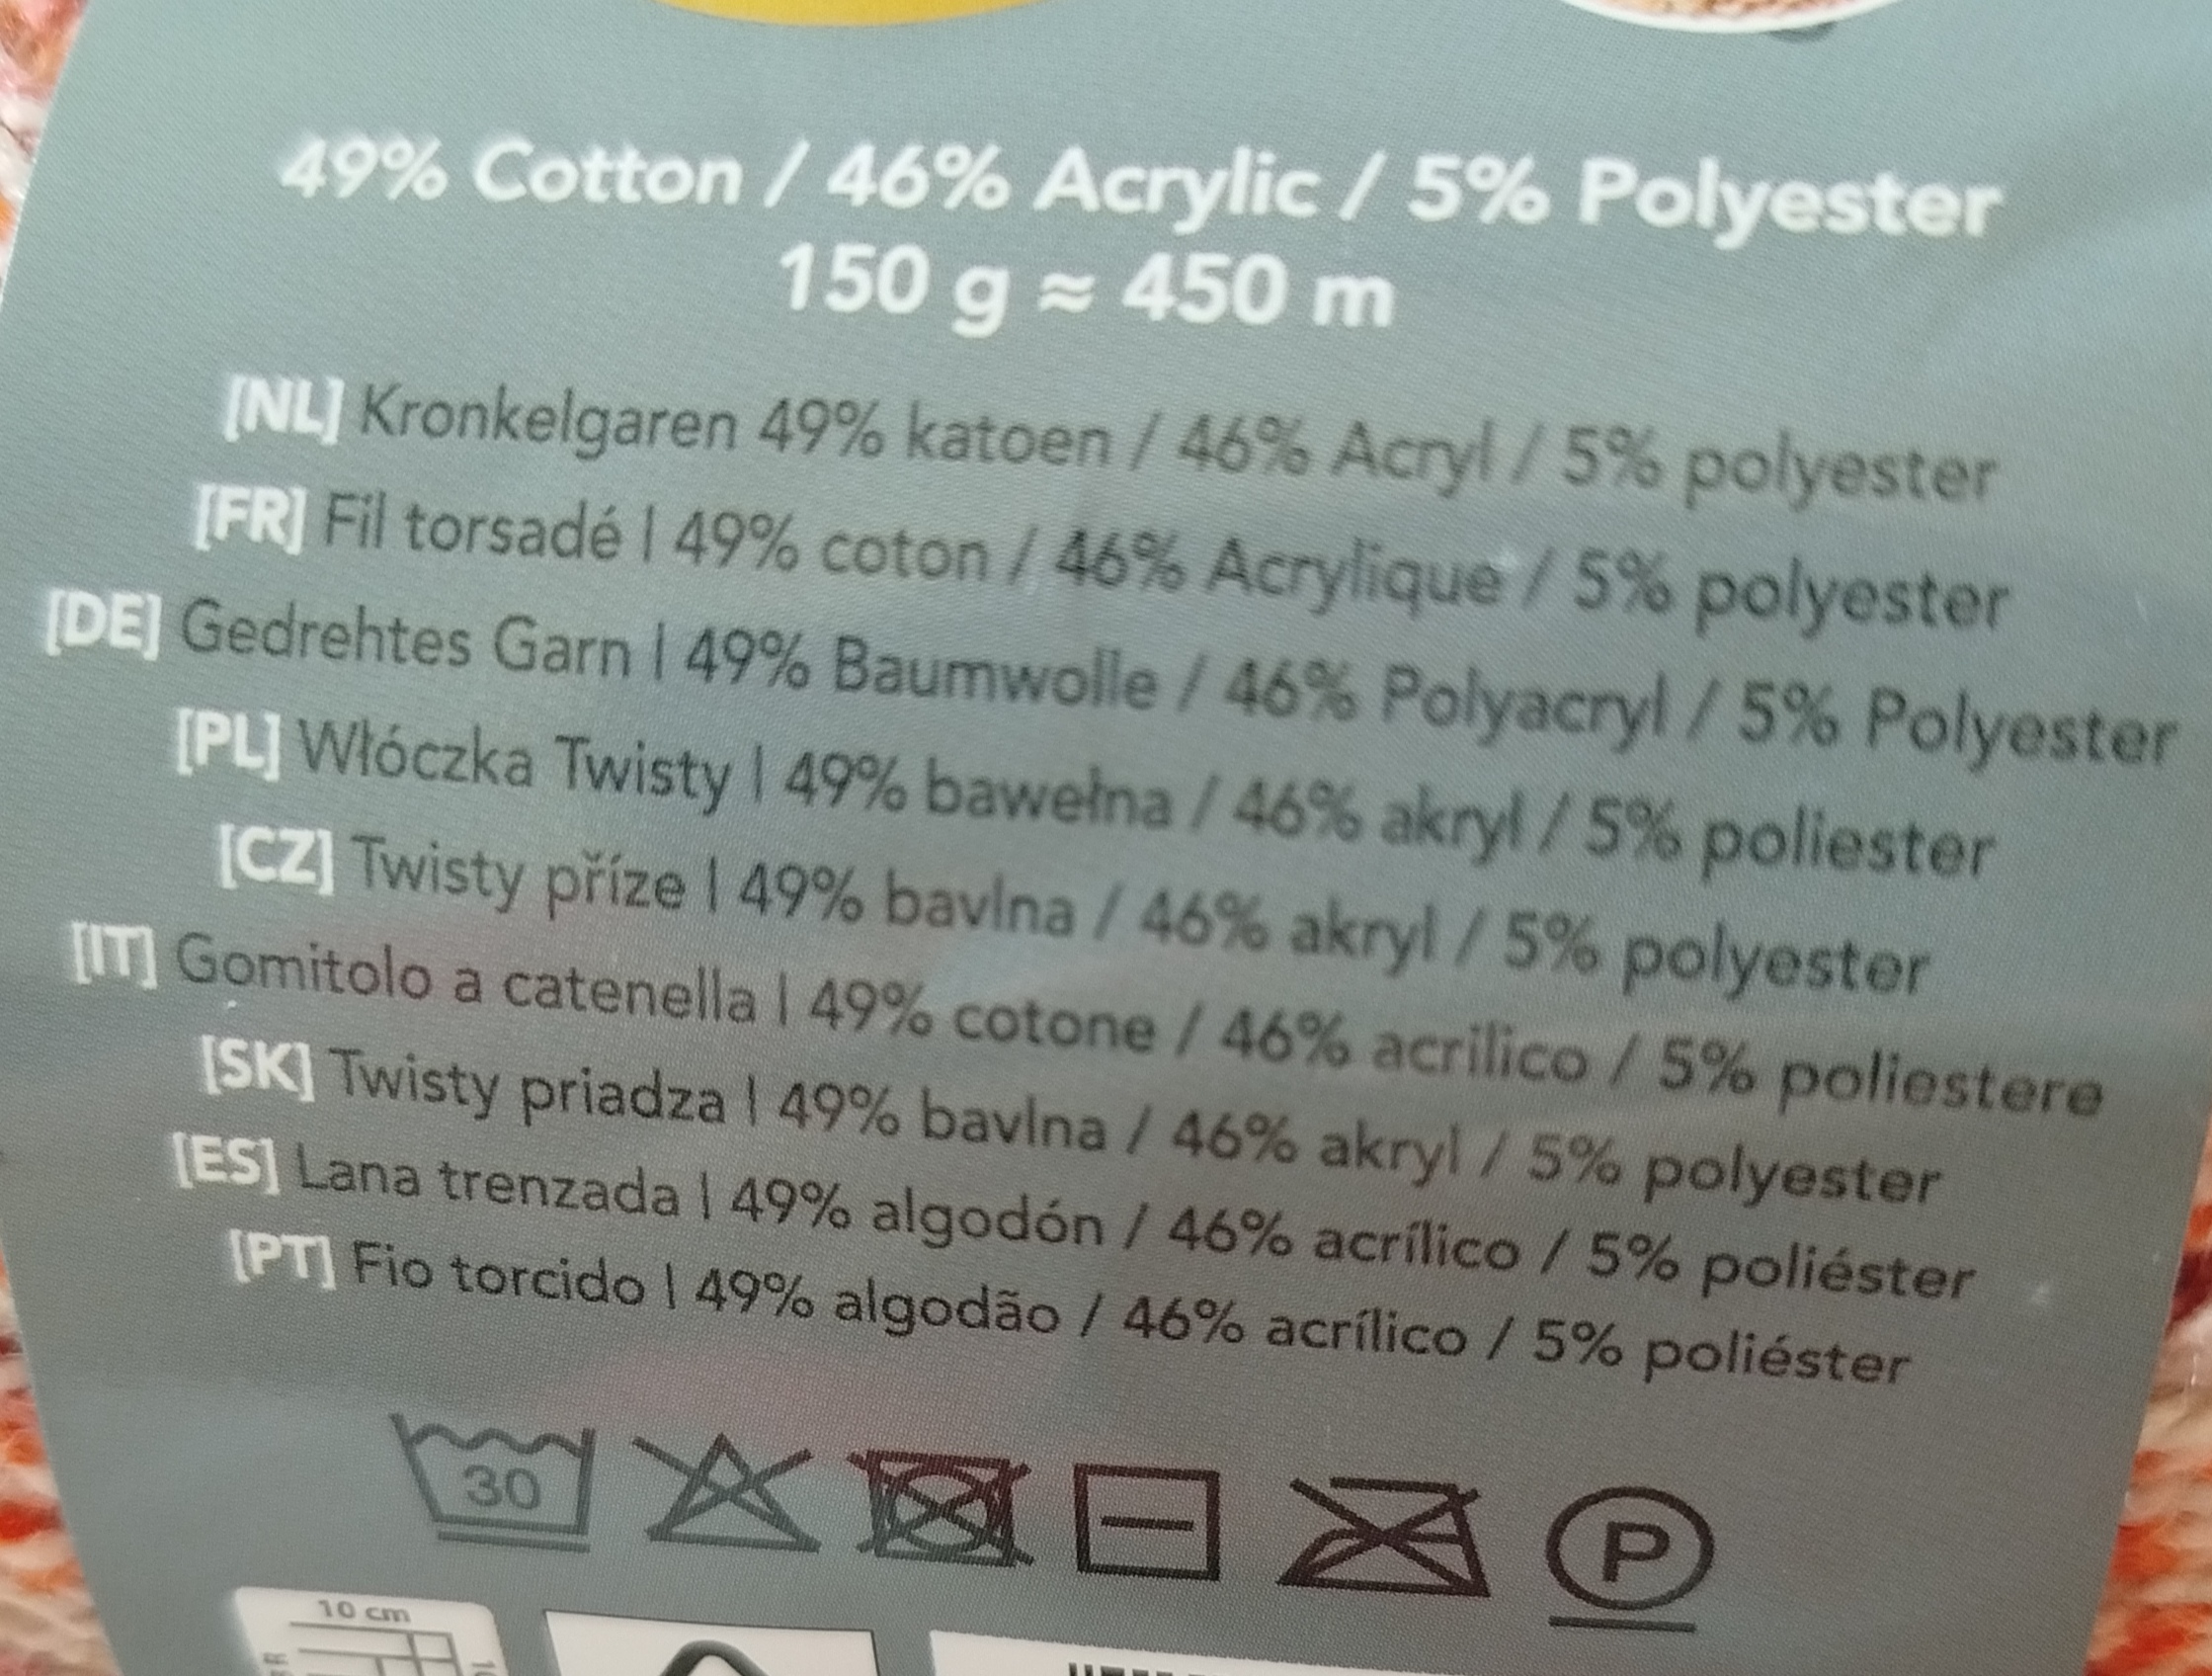 49% Cotton / 46% Acrylic / 5% Polyester
150 g ≈ 450 m
[NL] Kronkelgaren 49% katoen / 46% Acryl / 5% polyester
[FR] Fil torsadé | 49% coton / 46% Acrylique / 5% polyester
[DE] Gedrehtes Garn | 49% Baumwolle / 46% Polyacryl / 5% Polyester
[PL] Włóczka Twisty | 49% bawełna / 46% akryl / 5% poliester
[CZ] Twisty příze | 49% bavlna / 46% akryl / 5% polyester
[IT] Gomitolo a catenella | 49% cotone / 46% acrilico / 5% poliestere
[SK] Twisty priadza | 49% bavlna / 46% akryl / 5% polyester
[ES] Lana trenzada | 49% algodón / 46% acrílico / 5% poliéster
[PT] Fio torcido | 49% algodão / 46% acrílico / 5% poliéster
30
P
10 cm